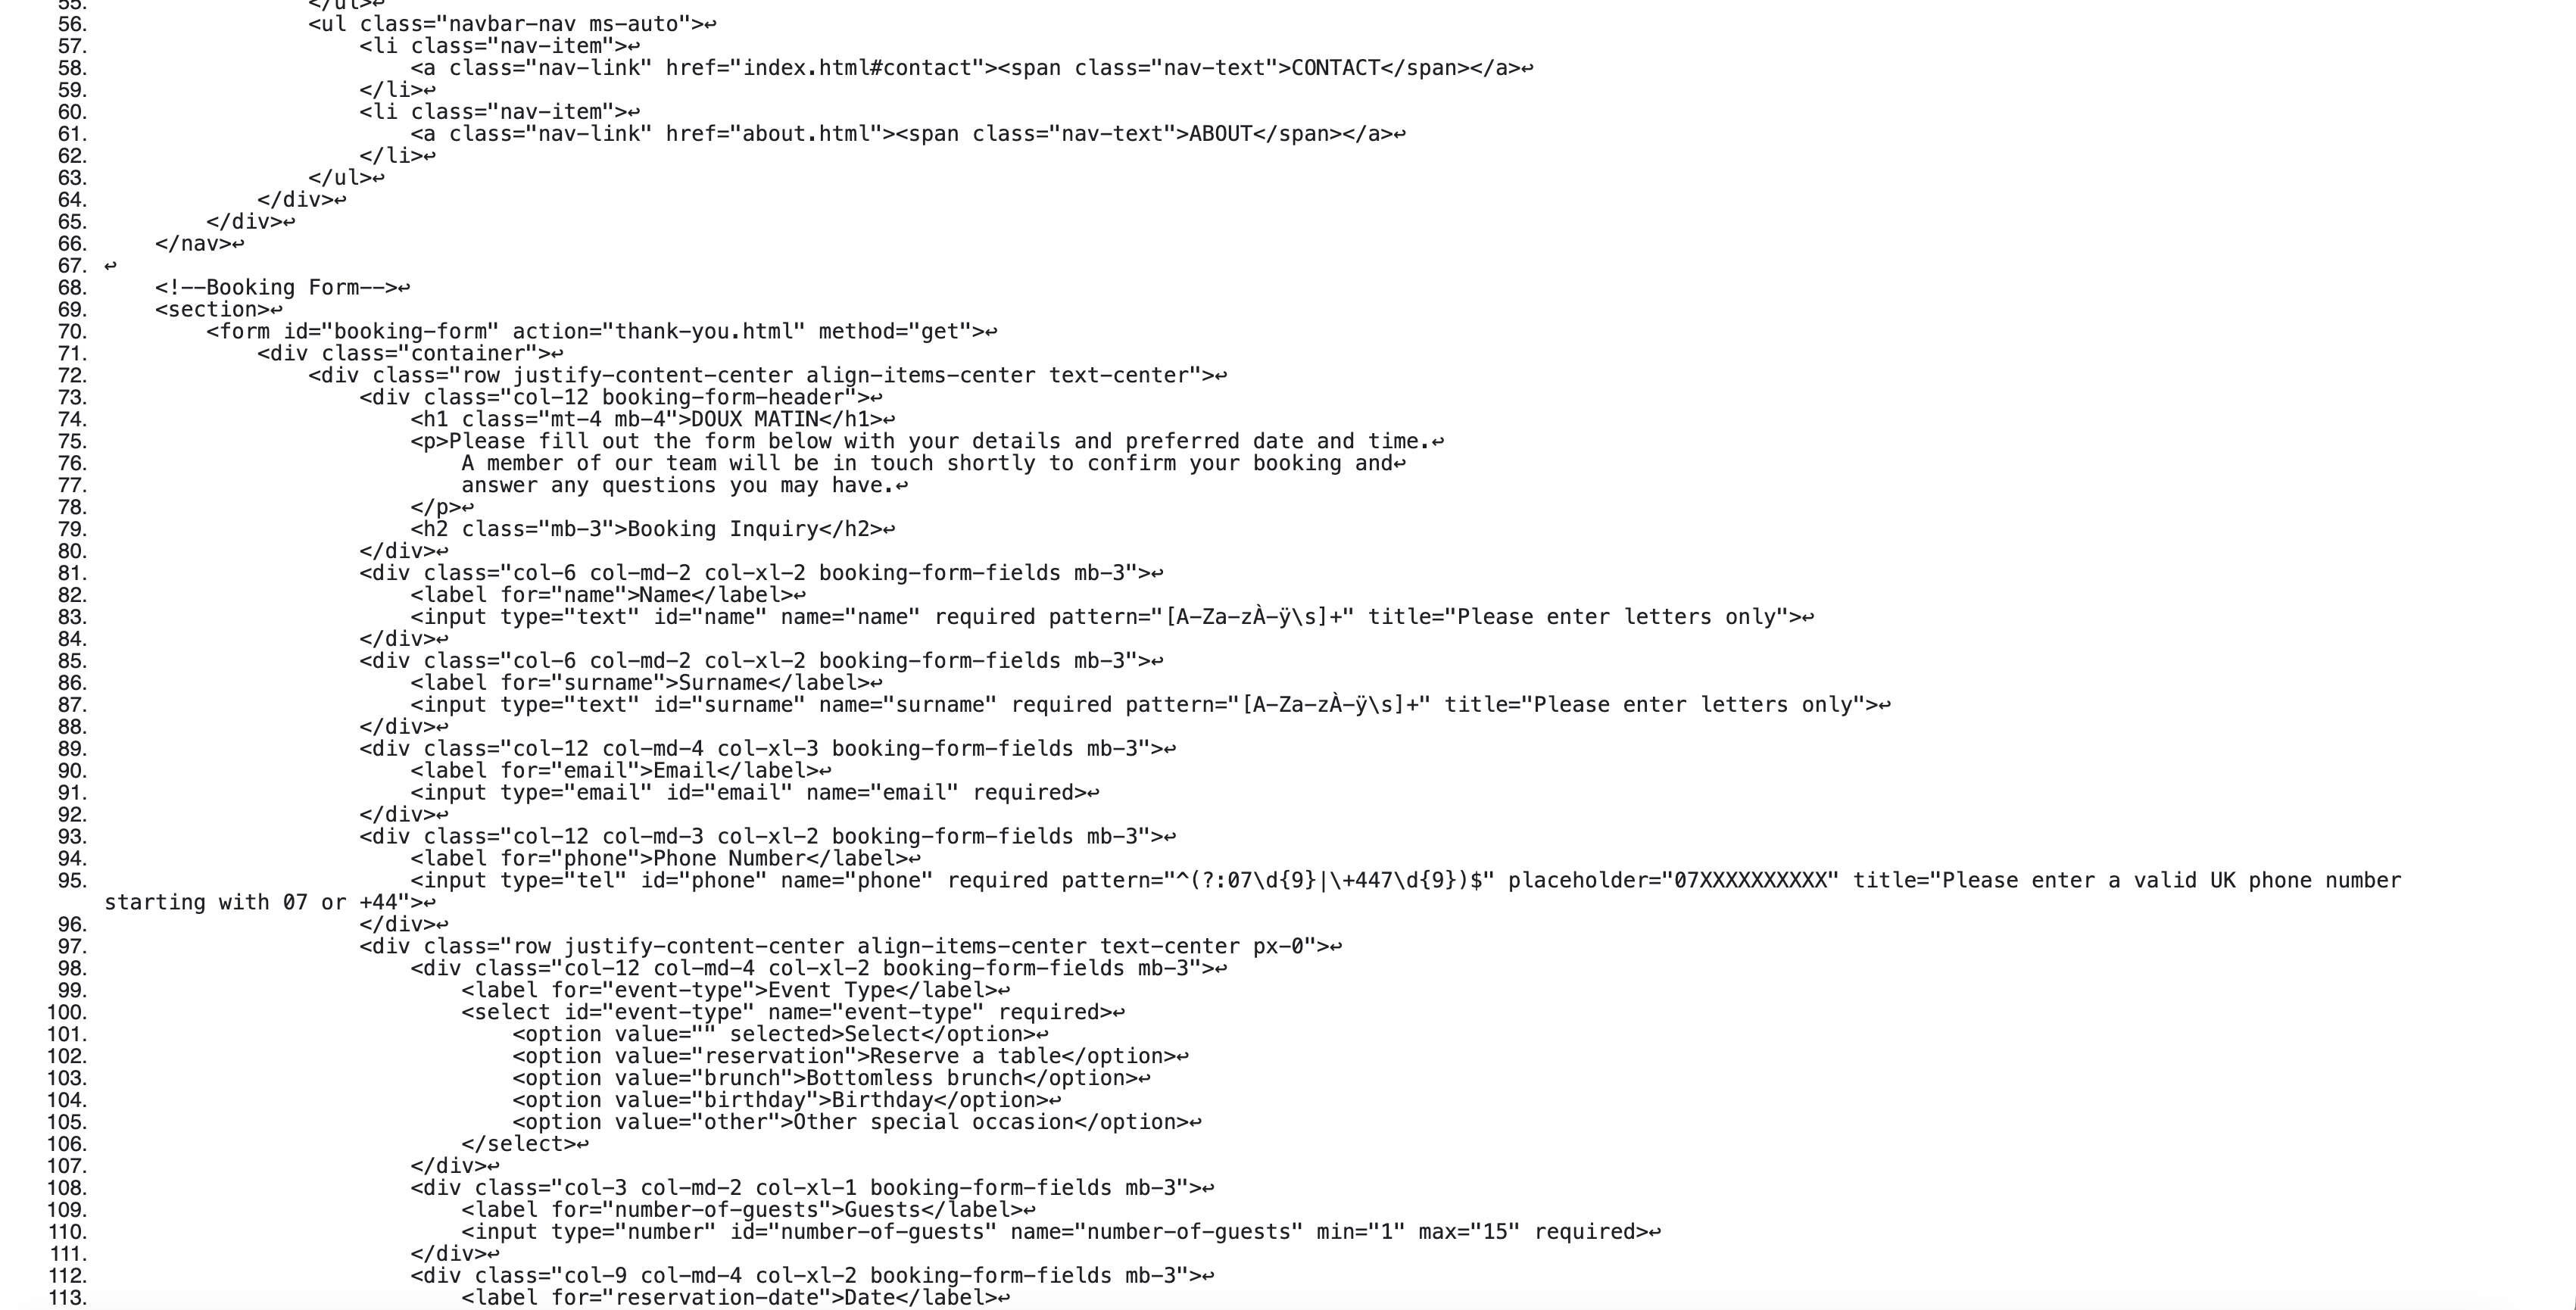 55.                 </ul>↩
56.                 <ul class="navbar-nav ms-auto">↩
57.                     <li class="nav-item">↩
58.                         <a class="nav-link" href="index.html#contact"><span class="nav-text">CONTACT</span></a>↩
59.                     </li>↩
60.                     <li class="nav-item">↩
61.                         <a class="nav-link" href="about.html"><span class="nav-text">ABOUT</span></a>↩
62.                     </li>↩
63.                 </ul>↩
64.             </div>↩
65.         </div>↩
66.     </nav>↩
67. ↩
68.     <!--Booking Form-->↩
69.     <section>↩
70.         <form id="booking-form" action="thank-you.html" method="get">↩
71.             <div class="container">↩
72.                 <div class="row justify-content-center align-items-center text-center">↩
73.                     <div class="col-12 booking-form-header">↩
74.                         <h1 class="mt-4 mb-4">DOUX MATIN</h1>↩
75.                         <p>Please fill out the form below with your details and preferred date and time.↩
76.                             A member of our team will be in touch shortly to confirm your booking and↩
77.                             answer any questions you may have.↩
78.                         </p>↩
79.                         <h2 class="mb-3">Booking Inquiry</h2>↩
80.                     </div>↩
81.                     <div class="col-6 col-md-2 col-xl-2 booking-form-fields mb-3">↩
82.                         <label for="name">Name</label>↩
83.                         <input type="text" id="name" name="name" required pattern="[A-Za-zÀ-ÿ\s]+" title="Please enter letters only">↩
84.                     </div>↩
85.                     <div class="col-6 col-md-2 col-xl-2 booking-form-fields mb-3">↩
86.                         <label for="surname">Surname</label>↩
87.                         <input type="text" id="surname" name="surname" required pattern="[A-Za-zÀ-ÿ\s]+" title="Please enter letters only">↩
88.                     </div>↩
89.                     <div class="col-12 col-md-4 col-xl-3 booking-form-fields mb-3">↩
90.                         <label for="email">Email</label>↩
91.                         <input type="email" id="email" name="email" required>↩
92.                     </div>↩
93.                     <div class="col-12 col-md-3 col-xl-2 booking-form-fields mb-3">↩
94.                         <label for="phone">Phone Number</label>↩
95.                         <input type="tel" id="phone" name="phone" required pattern="^(?:07\d{9}|\+447\d{9})$" placeholder="07XXXXXXXXXX" title="Please enter a valid UK phone number
starting with 07 or +44">↩
96.                     </div>↩
97.                     <div class="row justify-content-center align-items-center text-center px-0">↩
98.                         <div class="col-12 col-md-4 col-xl-2 booking-form-fields mb-3">↩
99.                             <label for="event-type">Event Type</label>↩
100.                             <select id="event-type" name="event-type" required>↩
101.                                 <option value="" selected>Select</option>↩
102.                                 <option value="reservation">Reserve a table</option>↩
103.                                 <option value="brunch">Bottomless brunch</option>↩
104.                                 <option value="birthday">Birthday</option>↩
105.                                 <option value="other">Other special occasion</option>↩
106.                             </select>↩
107.                         </div>↩
108.                         <div class="col-3 col-md-2 col-xl-1 booking-form-fields mb-3">↩
109.                             <label for="number-of-guests">Guests</label>↩
110.                             <input type="number" id="number-of-guests" name="number-of-guests" min="1" max="15" required>↩
111.                         </div>↩
112.                         <div class="col-9 col-md-4 col-xl-2 booking-form-fields mb-3">↩
113.                             <label for="reservation-date">Date</label>↩